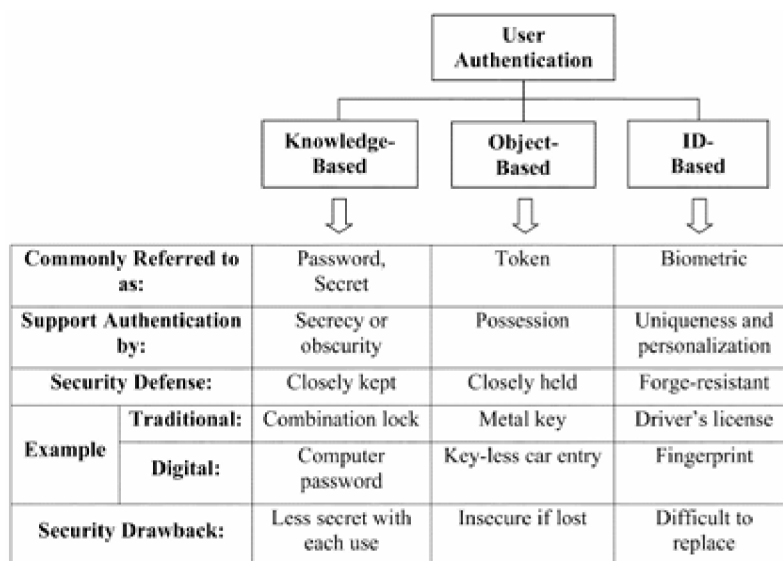 User
Authentication
Knowledge-
Based
Object-
Based
ID-
Based
Commonly Referred to
as:
Password,
Secret
Token
Biometric
Support Authentication
by:
Secrecy or
obscurity
Possession
Uniqueness and
personalization
Security Defense:
Closely kept
Closely held
Forge-resistant
Example
Traditional:
Combination lock
Metal key
Driver's license
Digital:
Computer
password
Key-less car entry
Fingerprint
Security Drawback:
Less secret with
each use
Insecure if lost
Difficult to
replace